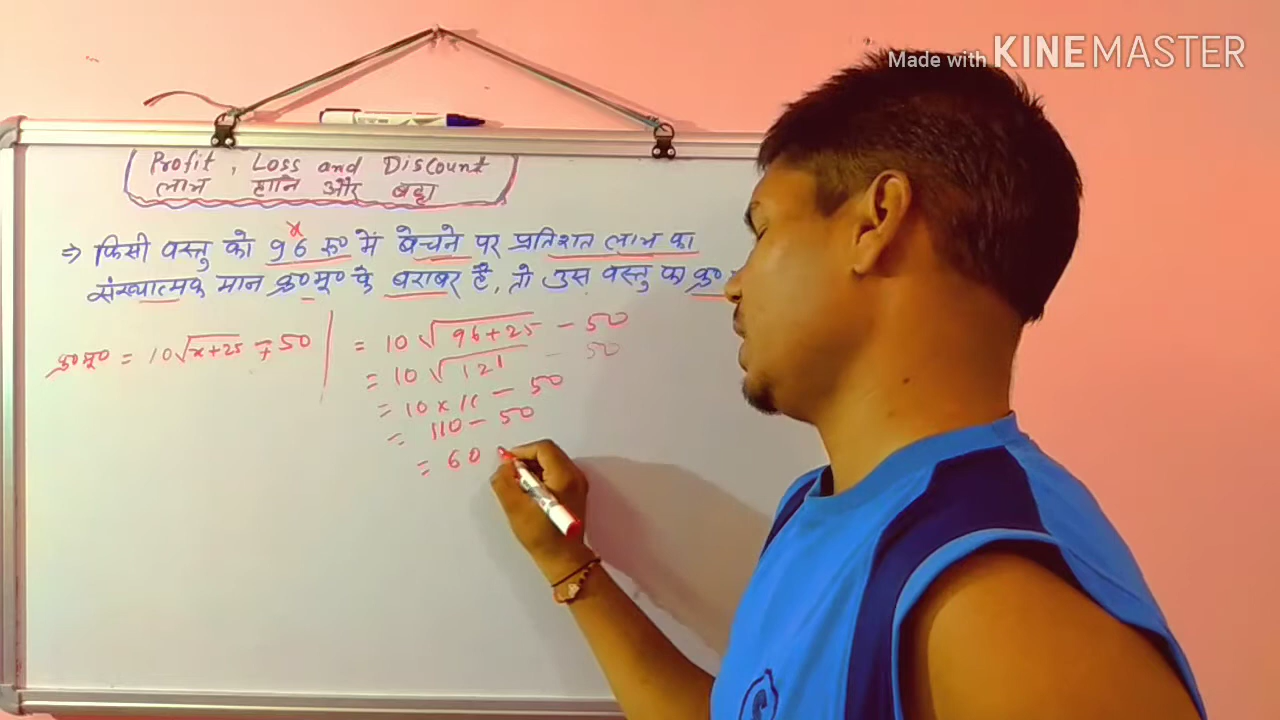 Made with KINEMASTER
Profit, Loss and Discount
लाभ हानि और बट्टा
x
⇒ किसी वस्तु को 96 रु० में बेचने पर प्रतिशत लाभ का
संख्यात्मक मान क्र०मू० के बराबर है, तो उस वस्तु का क्र०
क्र०मू० = 10√x+25 ∓ 50
= 10 √96+25 - 50
= 10 √121 - 50
= 10 x 11 - 50
= 110 - 50
= 60